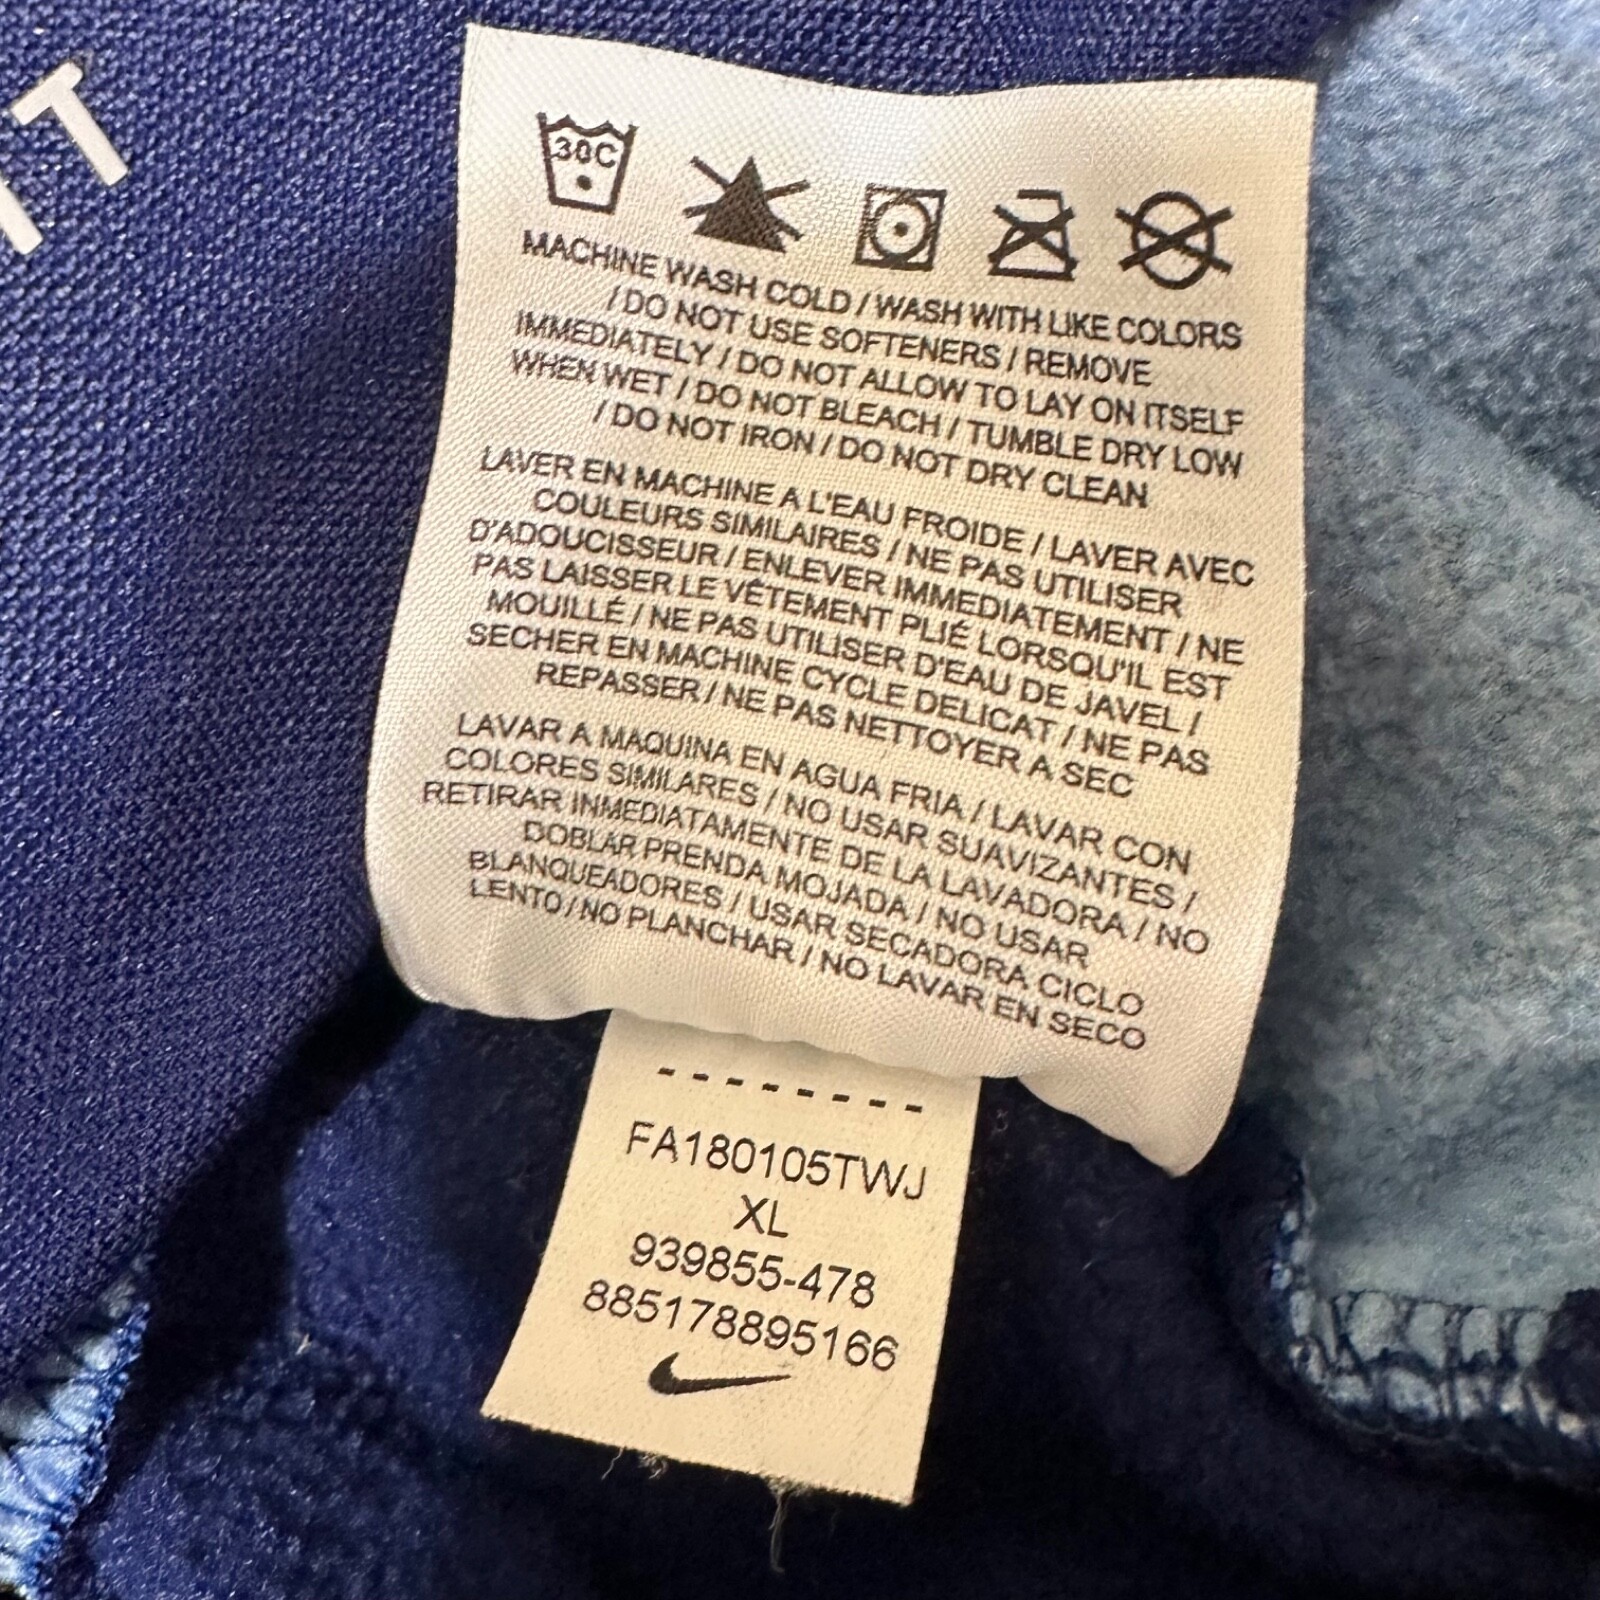 IT
30C
MACHINE WASH COLD / WASH WITH LIKE COLORS
/ DO NOT USE SOFTENERS / REMOVE
IMMEDIATELY / DO NOT ALLOW TO LAY ON ITSELF
WHEN WET / DO NOT BLEACH / TUMBLE DRY LOW
/ DO NOT IRON / DO NOT DRY CLEAN
LAVER EN MACHINE A L'EAU FROIDE / LAVER AVEC
COULEURS SIMILAIRES / NE PAS UTILISER
D'ADOUCISSEUR / ENLEVER IMMEDIATEMENT / NE
PAS LAISSER LE VÊTEMENT PLIÉ LORSQU'IL EST
MOUILLÉ / NE PAS UTILISER D'EAU DE JAVEL /
SECHER EN MACHINE CYCLE DELICAT / NE PAS
REPASSER / NE PAS NETTOYER A SEC
LAVAR A MAQUINA EN AGUA FRIA / LAVAR CON
COLORES SIMILARES / NO USAR SUAVIZANTES /
RETIRAR INMEDIATAMENTE DE LA LAVADORA / NO
DOBLAR PRENDA MOJADA / NO USAR
BLANQUEADORES / USAR SECADORA CICLO
LENTO / NO PLANCHAR / NO LAVAR EN SECO
FA180105TWJ
XL
939855-478
885178895166